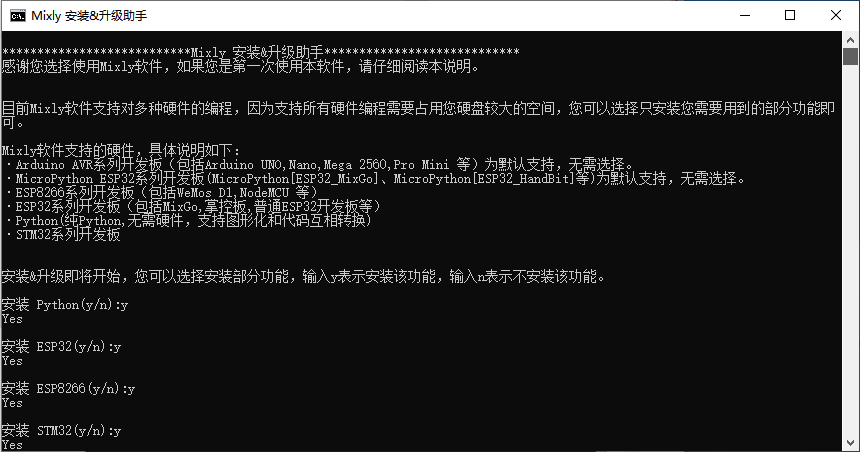 Mixly 安装&升级助手
***************************Mixly 安装&升级助手****************************
感谢您选择使用Mixly软件，如果您是第一次使用本软件，请仔细阅读本说明。
目前Mixly软件支持对多种硬件的编程，因为支持所有硬件编程需要占用您硬盘较大的空间，您可以选择只安装您需要用到的部分功能即
可。
Mixly软件支持的硬件，具体说明如下：
·Arduino AVR系列开发板（包括Arduino UNO,Nano,Mega 2560,Pro Mini 等）为默认支持，无需选择。
·MicroPython ESP32系列开发板(MicroPython[ESP32_MixGo]、MicroPython[ESP32_HandBit]等)为默认支持，无需选择。
·ESP8266系列开发板（包括WeMos D1,NodeMCU 等）
·ESP32系列开发板（包括MixGo,掌控板,普通ESP32开发板等）
·Python(纯Python,无需硬件，支持图形化和代码互相转换)
·STM32系列开发板
安装&升级即将开始，您可以选择安装部分功能，输入y表示安装该功能，输入n表示不安装该功能。
安装 Python(y/n):y
Yes
安装 ESP32(y/n):y
Yes
安装 ESP8266(y/n):y
Yes
安装 STM32(y/n):y
Yes